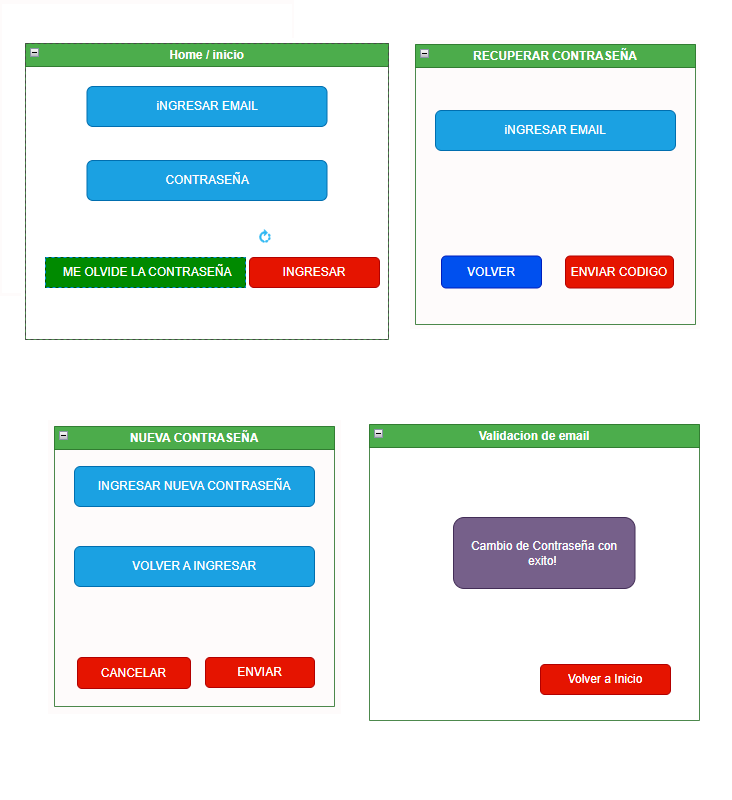 Home / inicio
iNGRESAR EMAIL
CONTRASEÑA
ME OLVIDE LA CONTRASEÑA
INGRESAR
RECUPERAR CONTRASEÑA
iNGRESAR EMAIL
VOLVER
ENVIAR CODIGO
NUEVA CONTRASEÑA
INGRESAR NUEVA CONTRASEÑA
VOLVER A INGRESAR
CANCELAR
ENVIAR
Validacion de email
Cambio de Contraseña con
exito!
Volver a Inicio